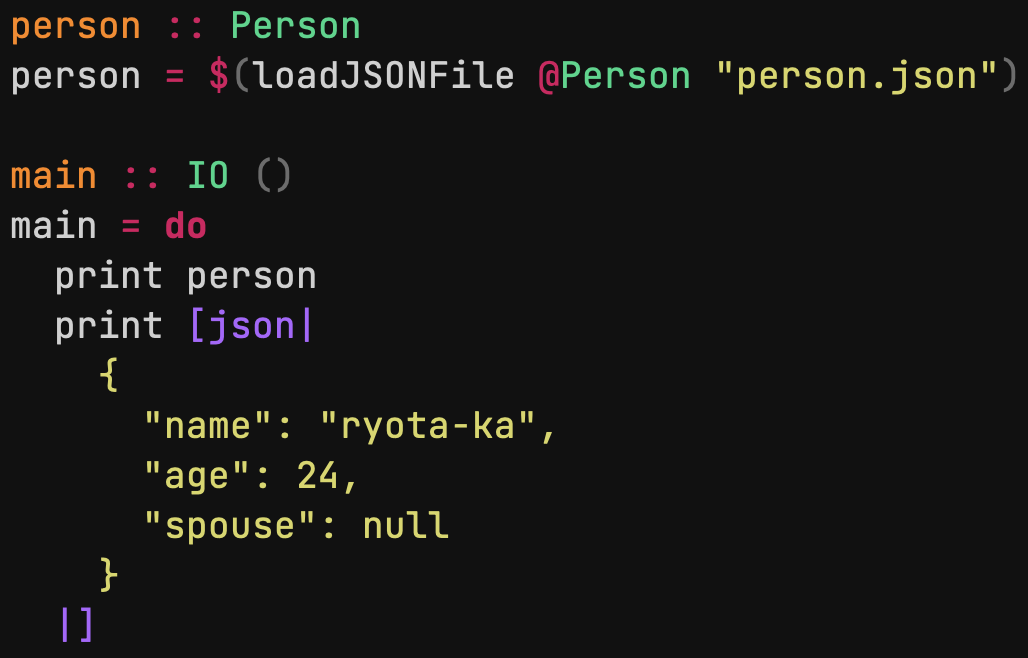 person :: Person
person = $(loadJSONFile @Person "person.json")
main :: IO ()
main = do
  print person
  print [json|
    {
      "name": "ryota-ka",
      "age": 24,
      "spouse": null
    }
  |]